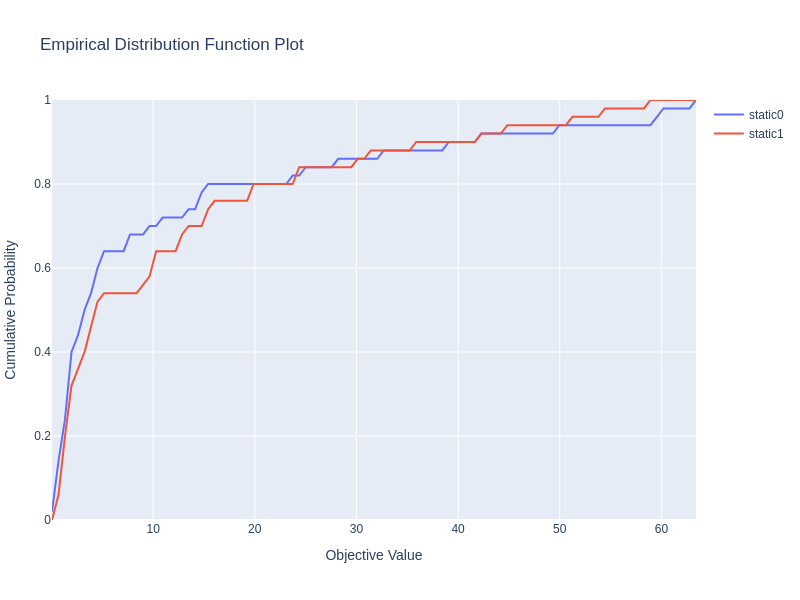 Empirical Distribution Function Plot
static0
static1
Cumulative Probability
1
0.8
0.6
0.4
0.2
0
10
20
30
40
50
60
Objective Value